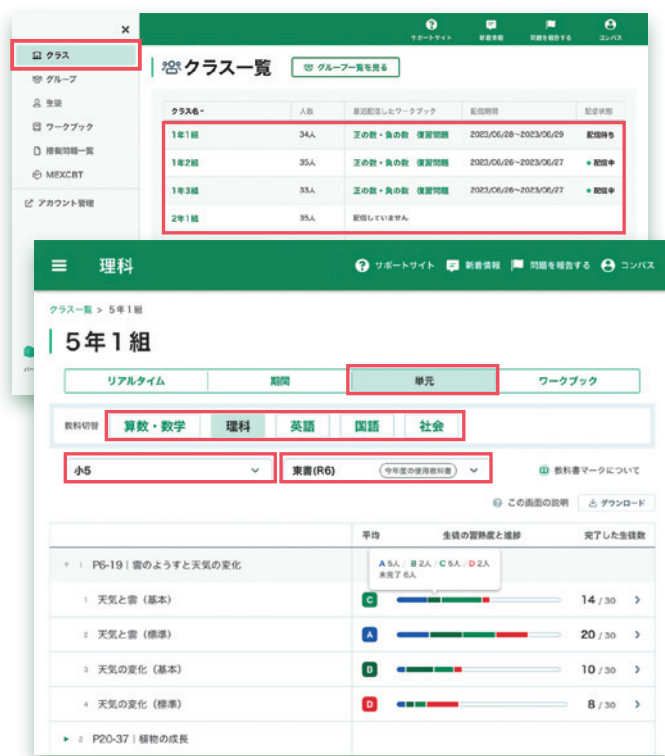 ×
サポートサイト 新着情報 問題を報告する コンパス
クラス
グループ
生徒
ワークブック
搭載問題一覧
MEXCBT
アカウント管理
クラス一覧 グループ一覧を見る
クラス名 人数 最近配信したワークブック 配信期間 配信状態
1年1組 34人 正の数・負の数 復習問題 2023/06/28~2023/06/29 配信待ち
1年2組 35人 正の数・負の数 復習問題 2023/06/26~2023/06/27 配信中
1年3組 33人 正の数・負の数 復習問題 2023/06/26~2023/06/27 配信中
2年1組 35人 配信していません
理科 サポートサイト 新着情報 問題を報告する コンパス
クラス一覧 > 5年1組
5年1組
リアルタイム 期間 単元 ワークブック
教科切替 算数・数学 理科 英語 国語 社会
小5 東書(R6) 今年度の使用教科書 教科書マークについて
この画面の説明 ダウンロード
平均 生徒の習熟度と進捗 完了した生徒数
A 5人 / B 2人 / C 5人 / D 2人
未完了 6人
1 P6-19 | 雲のようすと天気の変化
1 天気と雲(基本) C 14 / 30
2 天気と雲(標準) A 20 / 30
3 天気の変化(基本) D 10 / 30
4 天気の変化(標準) D 8 / 30
2 P20-37 | 植物の成長